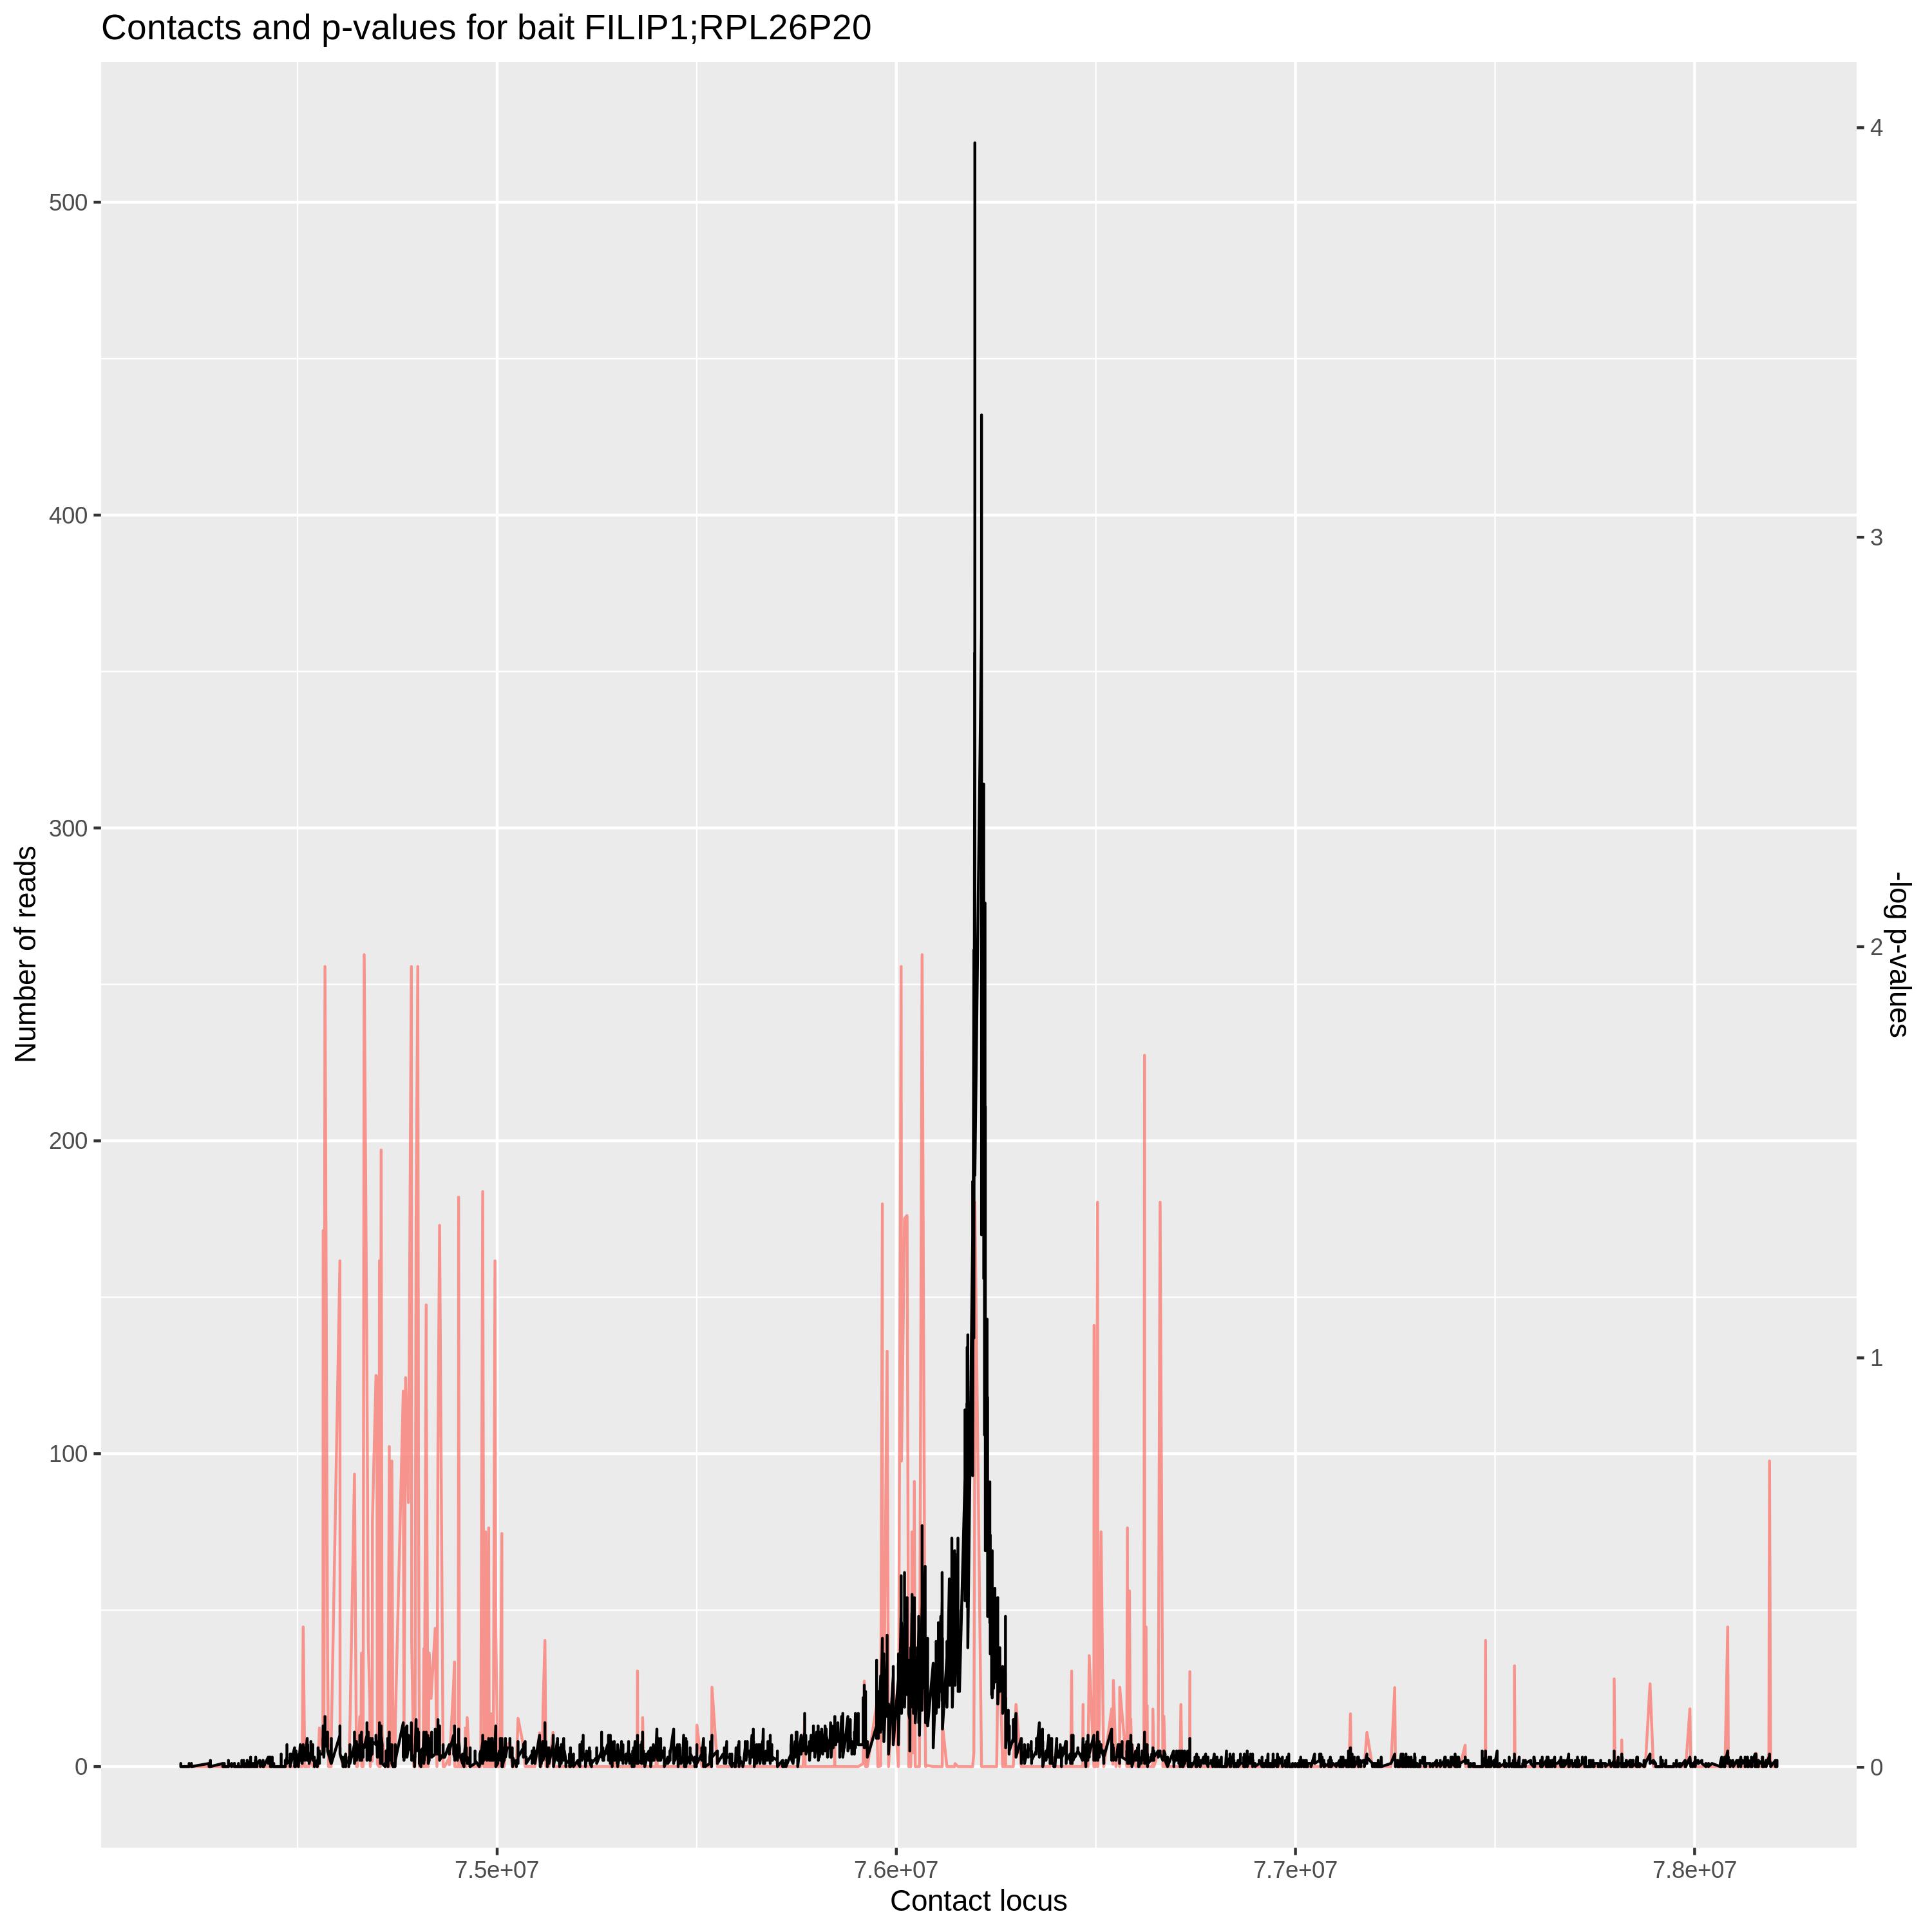 Contacts and p-values for bait FILIP1;RPL26P20
500
400
300
200
100
0
Number of reads
4
3
2
1
0
-log p-values
7.5e+07 7.6e+07 7.7e+07 7.8e+07
Contact locus